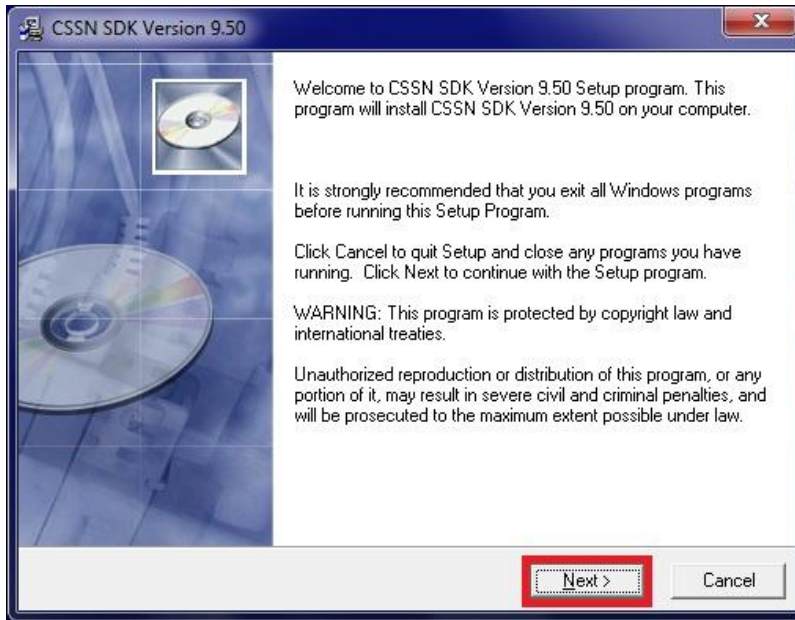 CSSN SDK Version 9.50
Welcome to CSSN SDK Version 9.50 Setup program. This
program will install CSSN SDK Version 9.50 on your computer.
It is strongly recommended that you exit all Windows programs
before running this Setup Program.
Click Cancel to quit Setup and close any programs you have
running. Click Next to continue with the Setup program.
WARNING: This program is protected by copyright law and
international treaties.
Unauthorized reproduction or distribution of this program, or any
portion of it, may result in severe civil and criminal penalties, and
will be prosecuted to the maximum extent possible under law.
Next > Cancel